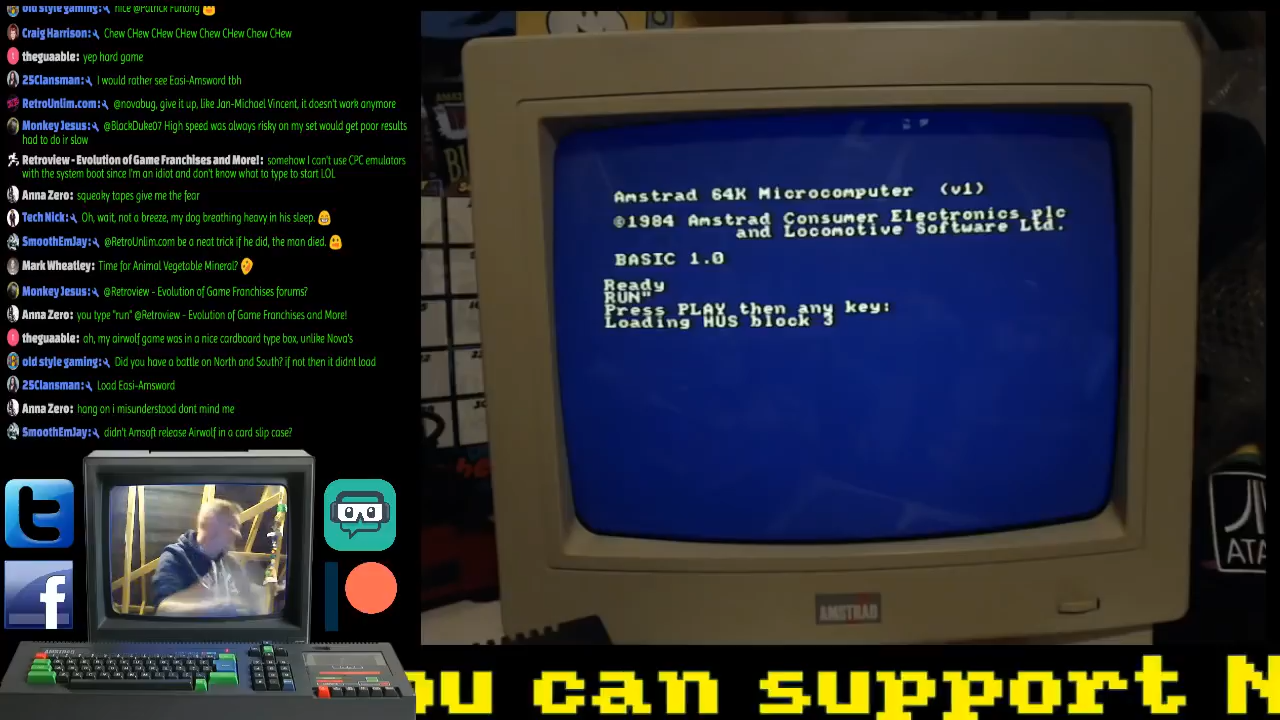 old style gaming: nice @Patrick Furlong
Craig Harrison: Chew CHew CHew CHew CHew CHew Chew CHew
theguaable: yep hard game
25Clansman: I would rather see Easi-Amsword tbh
RetroUnlim.com: @novabug, give it up, like Jan-Michael Vincent, it doesn't work anymore
Monkey Jesus: @BlackDuke07 High speed was always risky on my set would get poor results
had to do ir slow
Retroview - Evolution of Game Franchises and More!: somehow I can't use CPC emulators
with the system boot since I'm an idiot and don't know what to type to start LOL
Anna Zero: squeaky tapes give me the fear
Tech Nick: Oh, wait, not a breeze, my dog breathing heavy in his sleep.
SmoothEmJay: @RetroUnlim.com be a neat trick if he did, the man died.
Mark Wheatley: Time for Animal Vegetable Mineral?
Monkey Jesus: @Retroview - Evolution of Game Franchises forums?
Anna Zero: you type "run" @Retroview - Evolution of Game Franchises and More!
theguaable: ah, my airwolf game was in a nice cardboard type box, unlike Nova's
old style gaming: Did you have a battle on North and South? if not then it didnt load
25Clansman: Load Easi-Amsword
Anna Zero: hang on i misunderstood dont mind me
SmoothEmJay: didn't Amsoft release Airwolf in a card slip case?
Amstrad 64K Microcomputer (v1)
©1984 Amstrad Consumer Electronics plc
and Locomotive Software Ltd.
BASIC 1.0
Ready
RUN"
Press PLAY then any key:
Loading HUS block 3
AMSTRAD
ATA
ou can support N